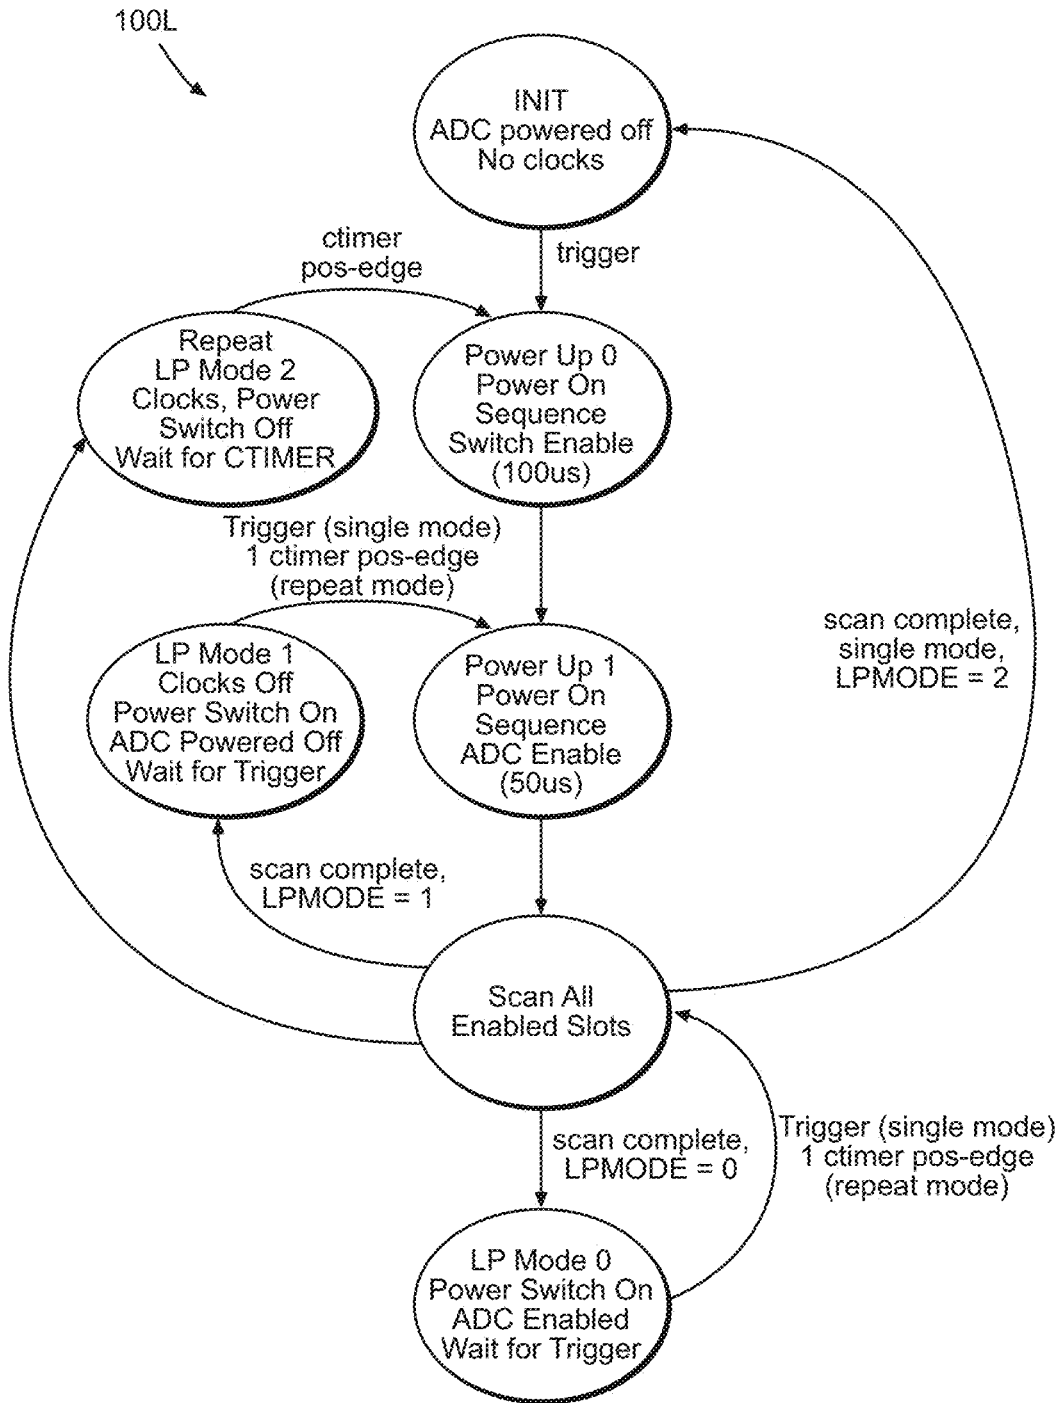 100L
INIT
ADC powered off
No clocks
ctimer
pos-edge
trigger
Repeat
LP Mode 2
Clocks, Power
Switch Off
Wait for CTIMER
Power Up 0
Power On
Sequence
Switch Enable
(100us)
Trigger (single mode)
1 ctimer pos-edge
(repeat mode)
LP Mode 1
Clocks Off
Power Switch On
ADC Powered Off
Wait for Trigger
Power Up 1
Power On
Sequence
ADC Enable
(50us)
scan complete,
single mode,
LPMODE = 2
scan complete,
LPMODE = 1
Scan All
Enabled Slots
scan complete,
LPMODE = 0
Trigger (single mode)
1 ctimer pos-edge
(repeat mode)
LP Mode 0
Power Switch On
ADC Enabled
Wait for Trigger